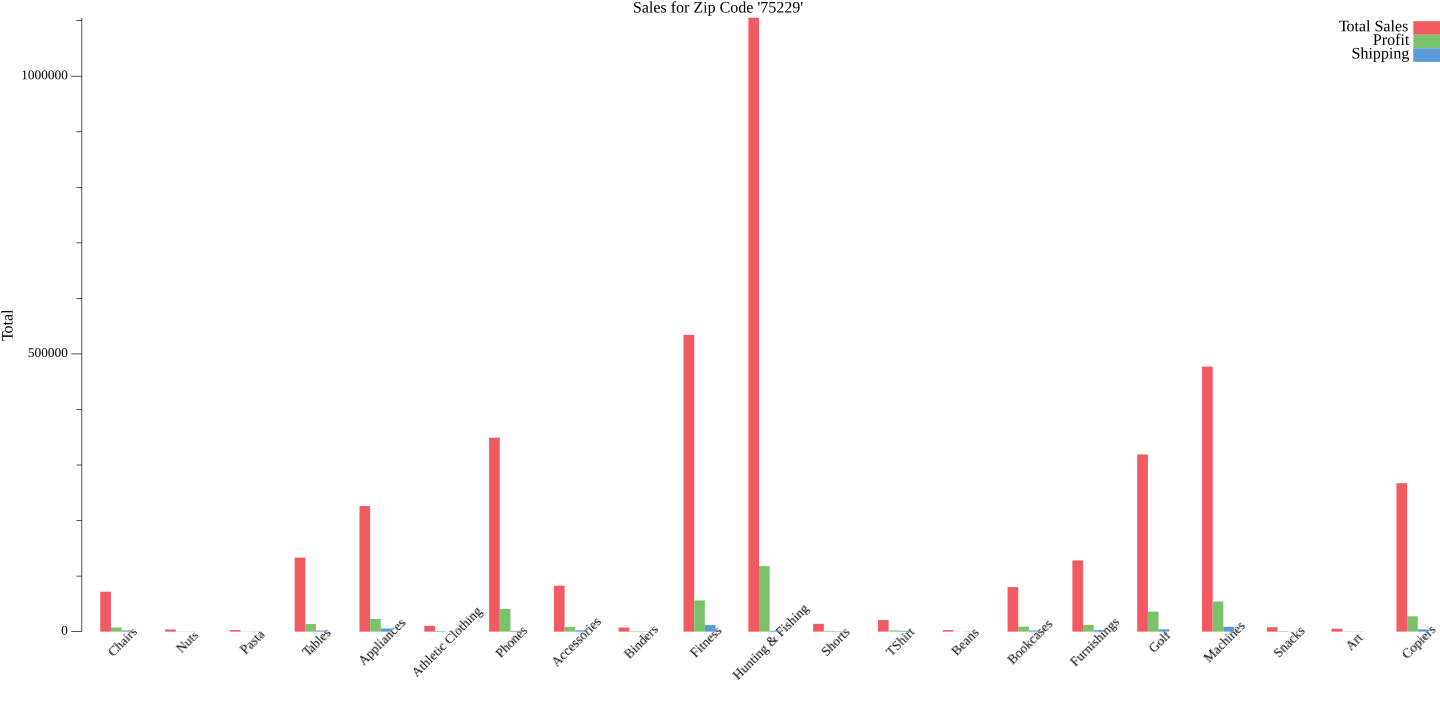 Sales for Zip Code '75229'
Total Sales
Profit
Shipping
1000000
500000
0
Total
Chairs
Nuts
Pasta
Tables
Appliances
Athletic Clothing
Phones
Accessories
Binders
Fitness
Hunting & Fishing
Shorts
TShirt
Beans
Bookcases
Furnishings
Golf
Machines
Snacks
Art
Copiers